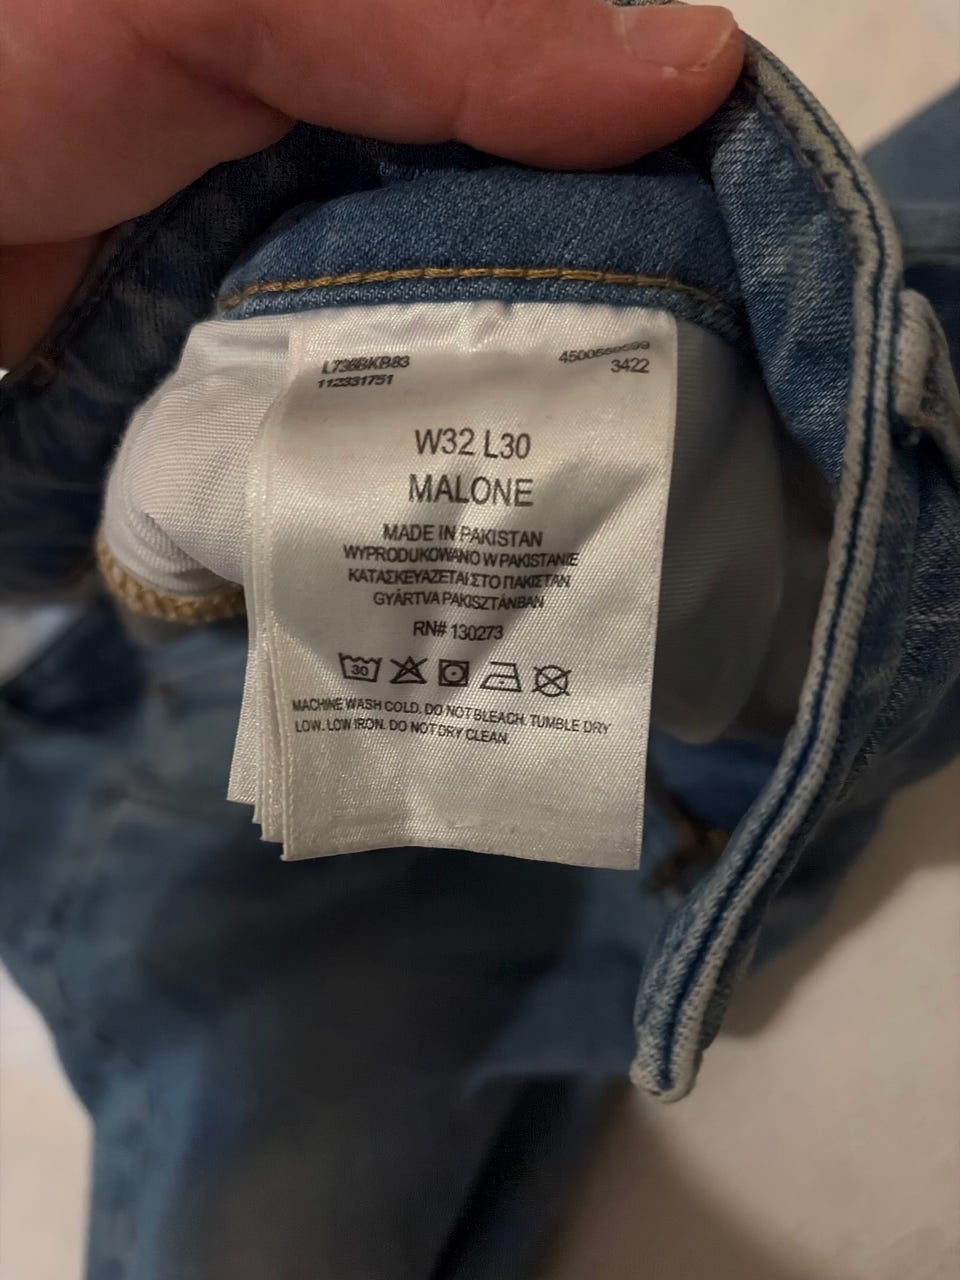 L736BKB83
112331751
3422
W32 L30
MALONE
MADE IN PAKISTAN
WYPRODUKOWANO W PAKISTANIE
ΚΑΤΑΣΚΕΥΑΖΕΤΑΙ ΣΤΟ ΠΑΚΙΣΤΑΝ
GYÁRTVA PAKISZTÁNBAN
RN# 130273
30
MACHINE WASH COLD. DO NOT BLEACH. TUMBLE DRY
LOW. LOW IRON. DO NOT DRY CLEAN.